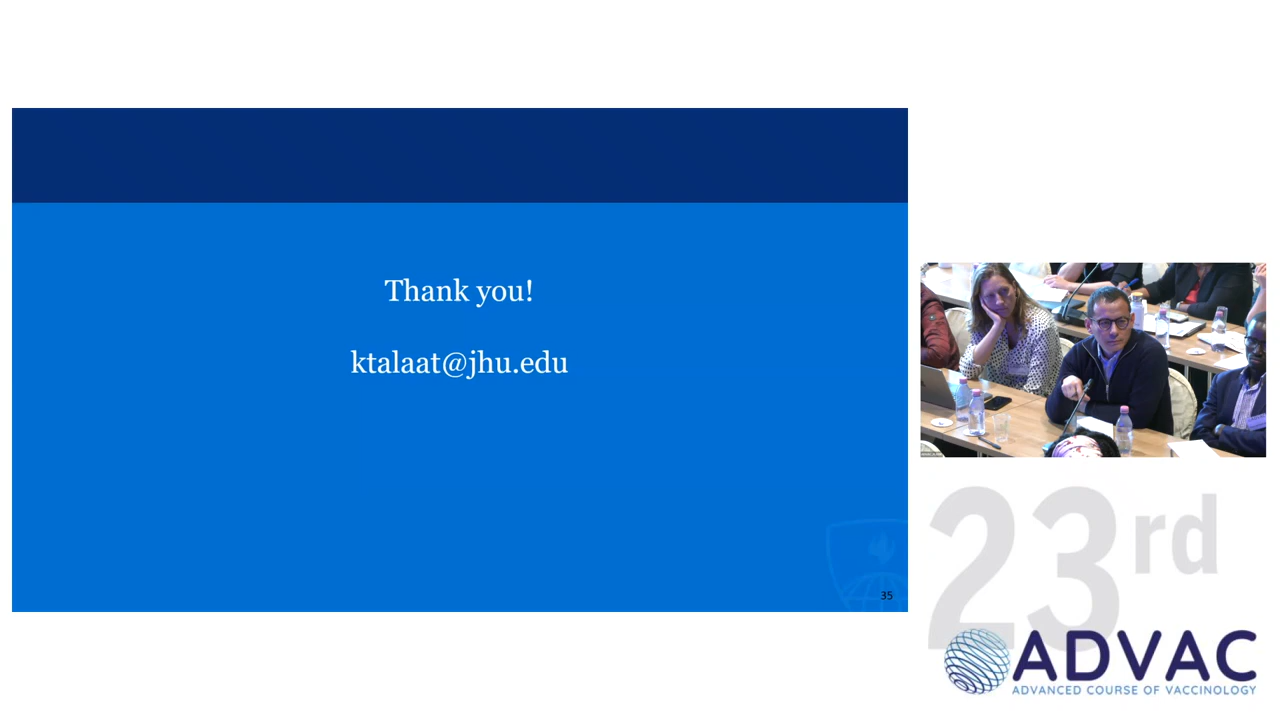 Thank you!
ktalaat@jhu.edu
35
23rd
ADVAC
ADVANCED COURSE OF VACCINOLOGY